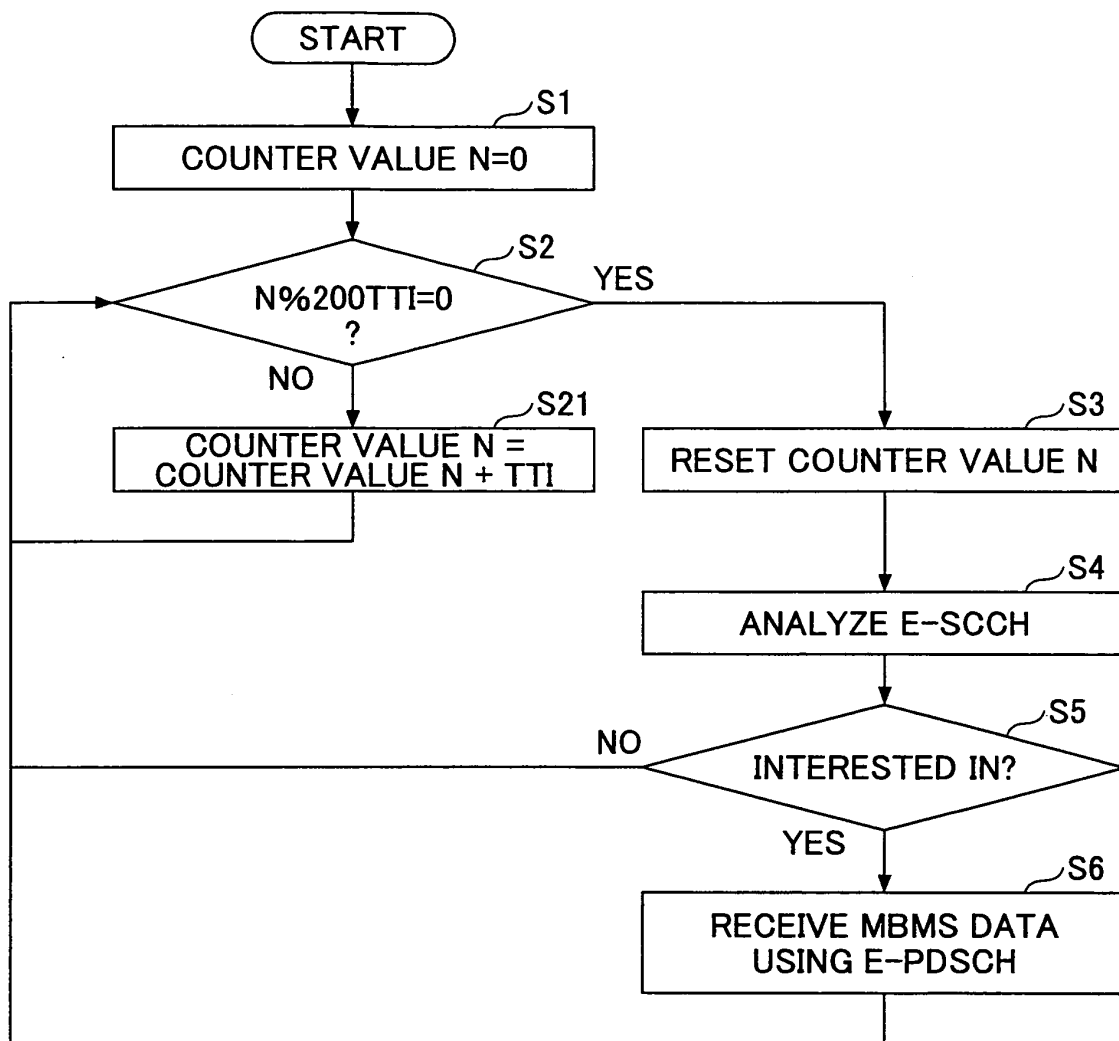 START
S1
COUNTER VALUE N=0
S2
N%200TTI=0
?
YES
NO
S21
COUNTER VALUE N =
COUNTER VALUE N + TTI
S3
RESET COUNTER VALUE N
S4
ANALYZE E-SCCH
S5
INTERESTED IN?
NO
YES
S6
RECEIVE MBMS DATA
USING E-PDSCH